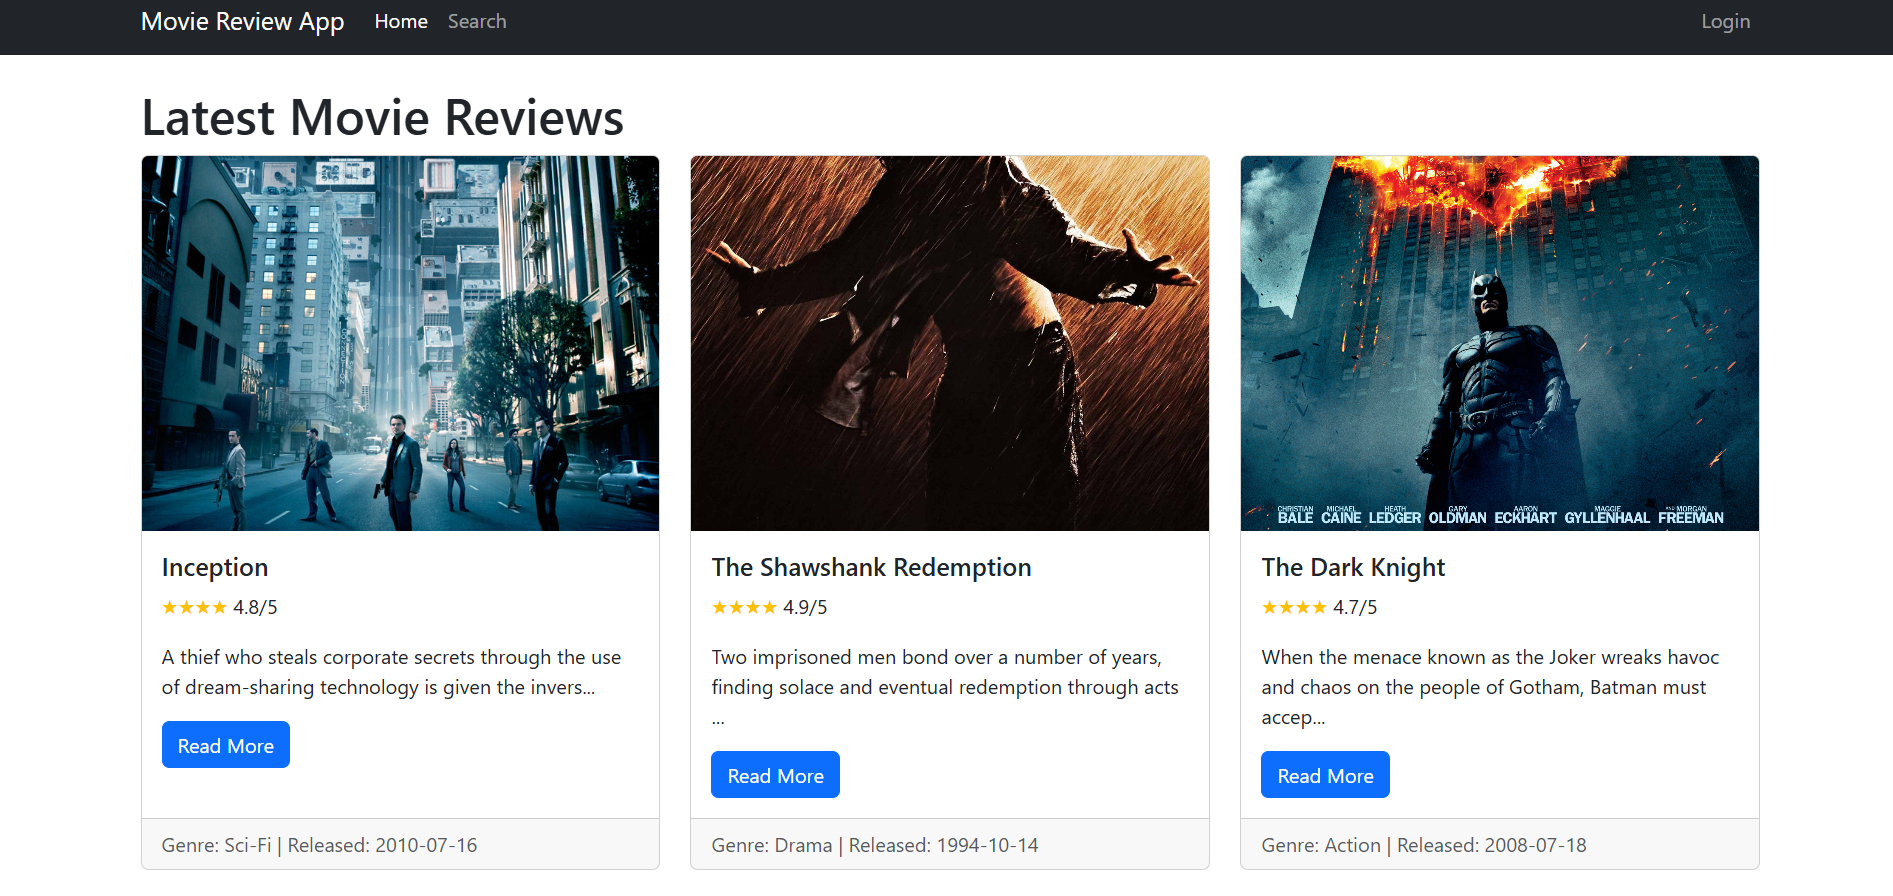 Movie Review App Home Search Login
Latest Movie Reviews
CHRISTIAN BALE MICHAEL CAINE HEATH LEDGER GARY OLDMAN AARON ECKHART MAGGIE GYLLENHAAL AND MORGAN FREEMAN
Inception
★★★★ 4.8/5
A thief who steals corporate secrets through the use
of dream-sharing technology is given the invers...
Read More
Genre: Sci-Fi | Released: 2010-07-16
The Shawshank Redemption
★★★★ 4.9/5
Two imprisoned men bond over a number of years,
finding solace and eventual redemption through acts
...
Read More
Genre: Drama | Released: 1994-10-14
The Dark Knight
★★★★ 4.7/5
When the menace known as the Joker wreaks havoc
and chaos on the people of Gotham, Batman must
accep...
Read More
Genre: Action | Released: 2008-07-18